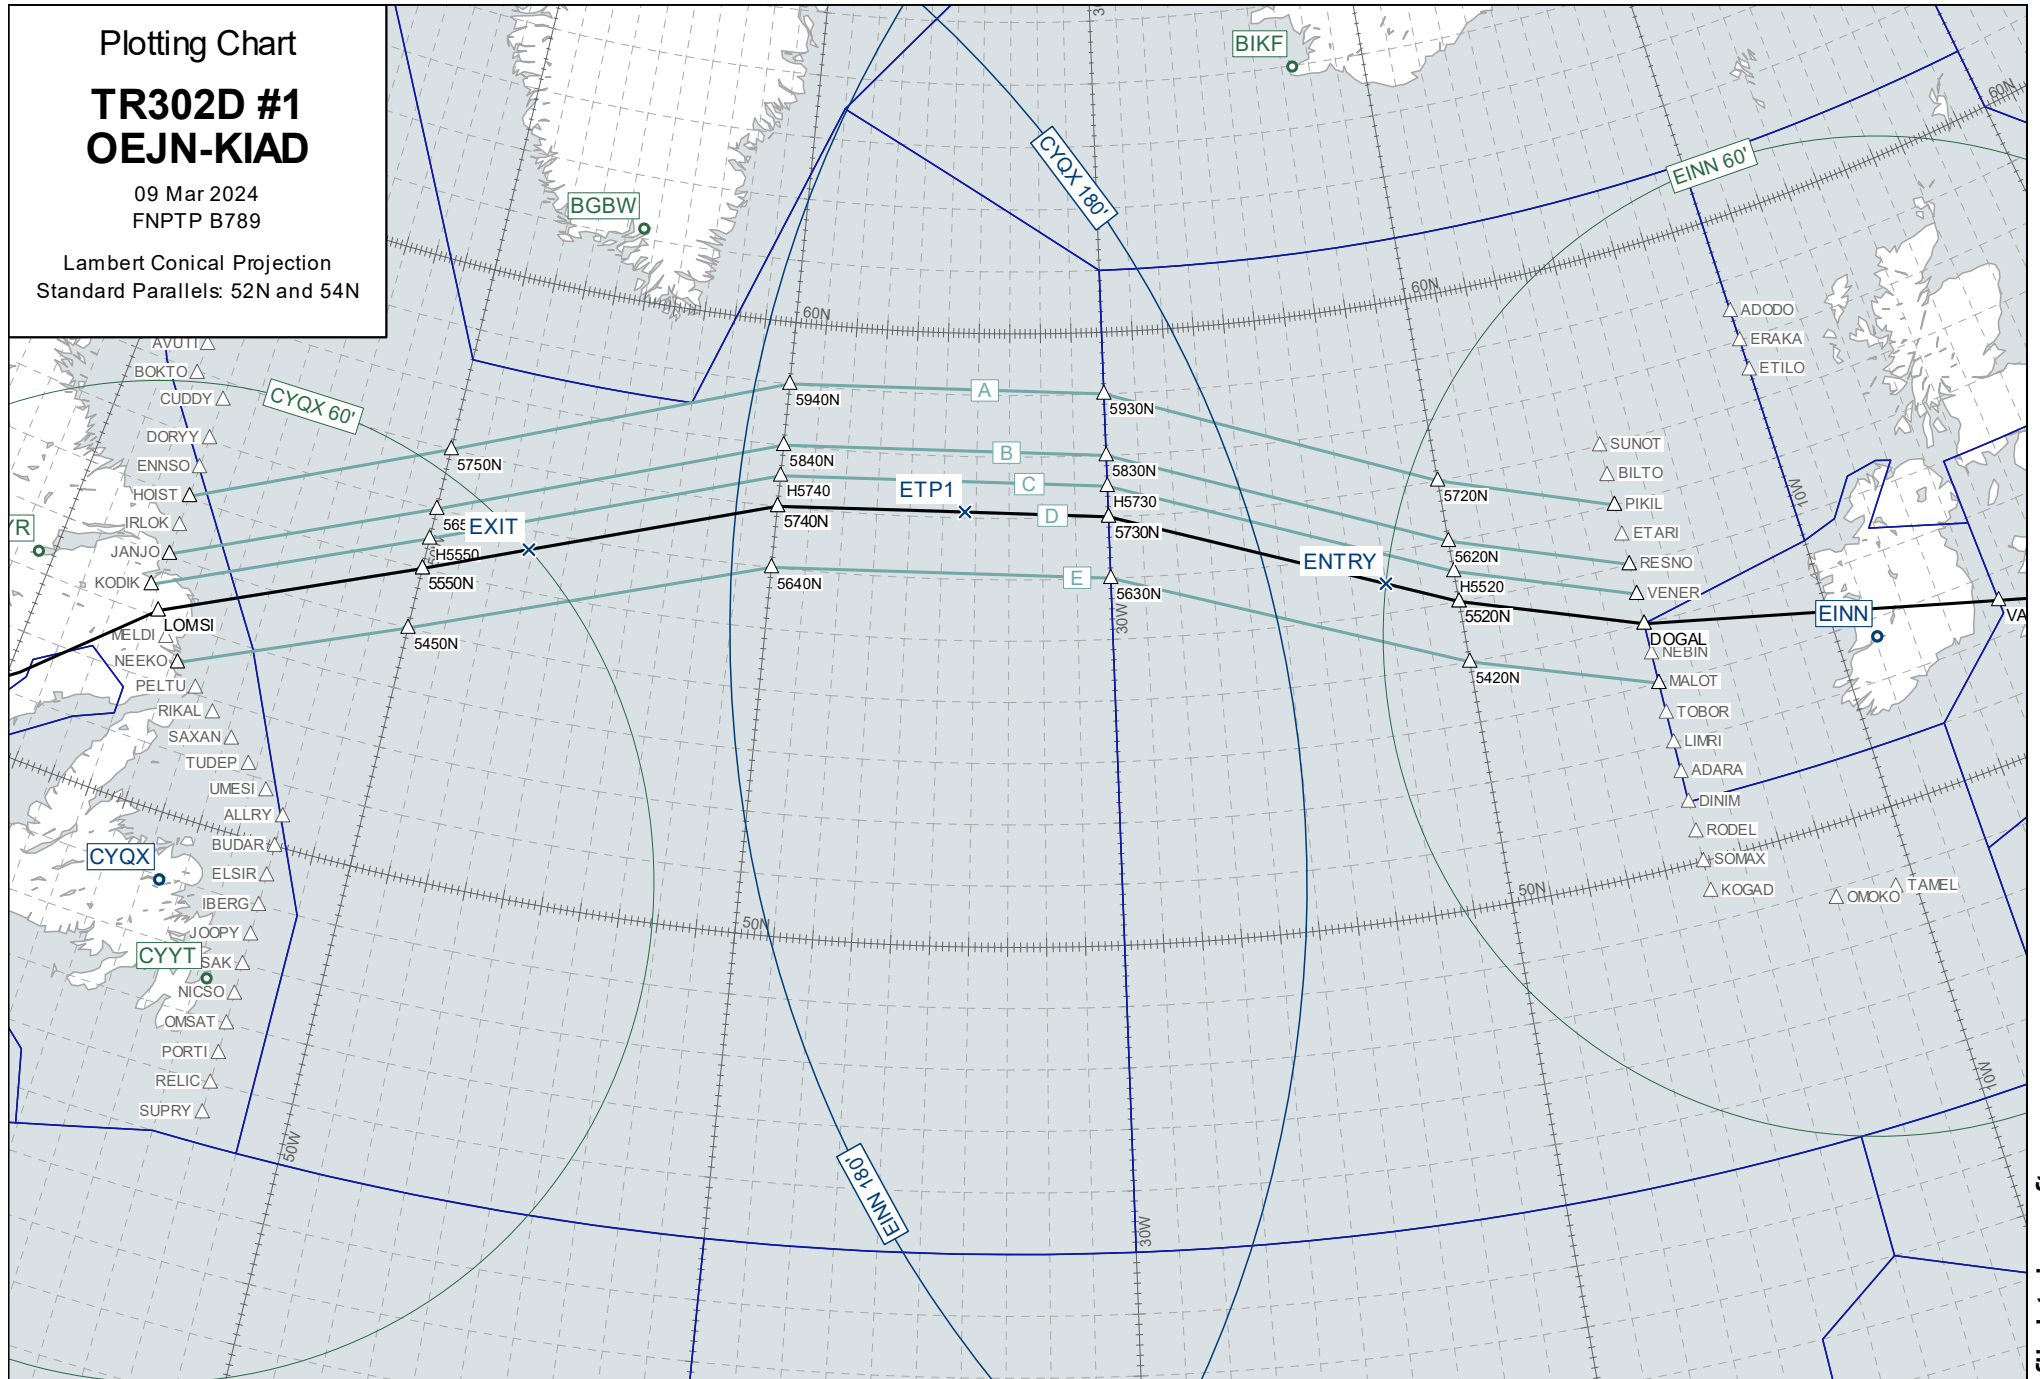 Plotting Chart
TR302D #1
OEJN-KIAD
09 Mar 2024
FNPTP B789
Lambert Conical Projection
Standard Parallels: 52N and 54N
BIKF
60N
CYQX 180'
EINN 60'
BGBW
60N
60N
ADODO
ERAKA
ETILO
AVUTI
BOKTO
CUDDY
CYQX 60'
DORYY
ENNSO
HOIST
IRLOK
JANJO
KODIK
LOMSI
MELDI
NEEKO
PELTU
RIKAL
SAXAN
TUDEP
UMESI
ALLRY
BUDAR
CYQX
ELSIR
IBERG
JOOPY
CYYT
SAK
NICSO
OMSAT
PORTI
RELIC
SUPRY
YR
5750N
EXIT
H5550
5550N
5450N
5940N
5840N
H5740
5740N
5640N
A
B
C
D
E
ETP1
5930N
5830N
H5730
5730N
5630N
30W
ENTRY
5720N
5620N
H5520
5520N
5420N
SUNOT
BILTO
PIKIL
ETARI
RESNO
VENER
DOGAL
NEBIN
MALOT
TOBOR
LIMRI
ADARA
DINIM
RODEL
SOMAX
KOGAD
OMOKO
TAMEL
EINN
VA
10W
50N
50N
10W
50W
30W
EINN 180'